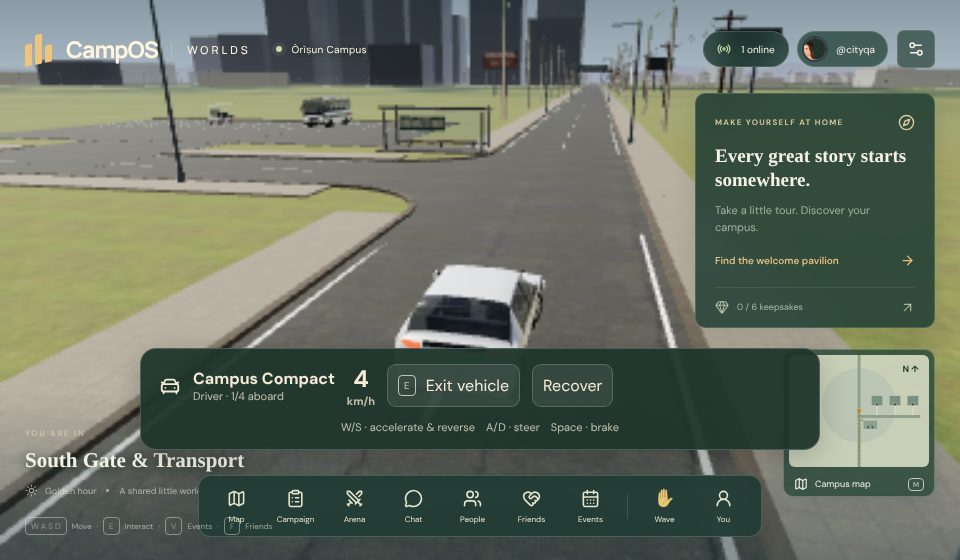 CampOS
WORLDS
Òrìsun Campus
1 online
@cityqa
MAKE YOURSELF AT HOME
Every great story starts
somewhere.
Take a little tour. Discover your
campus.
Find the welcome pavilion
0 / 6 keepsakes
Campus Compact
Driver · 1/4 aboard
4
km/h
E Exit vehicle
Recover
W/S · accelerate & reverse A/D · steer Space · brake
N
Campus map M
YOU ARE IN
South Gate & Transport
Golden hour • A shared little
WASD Move · E Interact · V Events · F Friends
Map
Campaign
Arena
Chat
People
Friends
Events
Wave
You